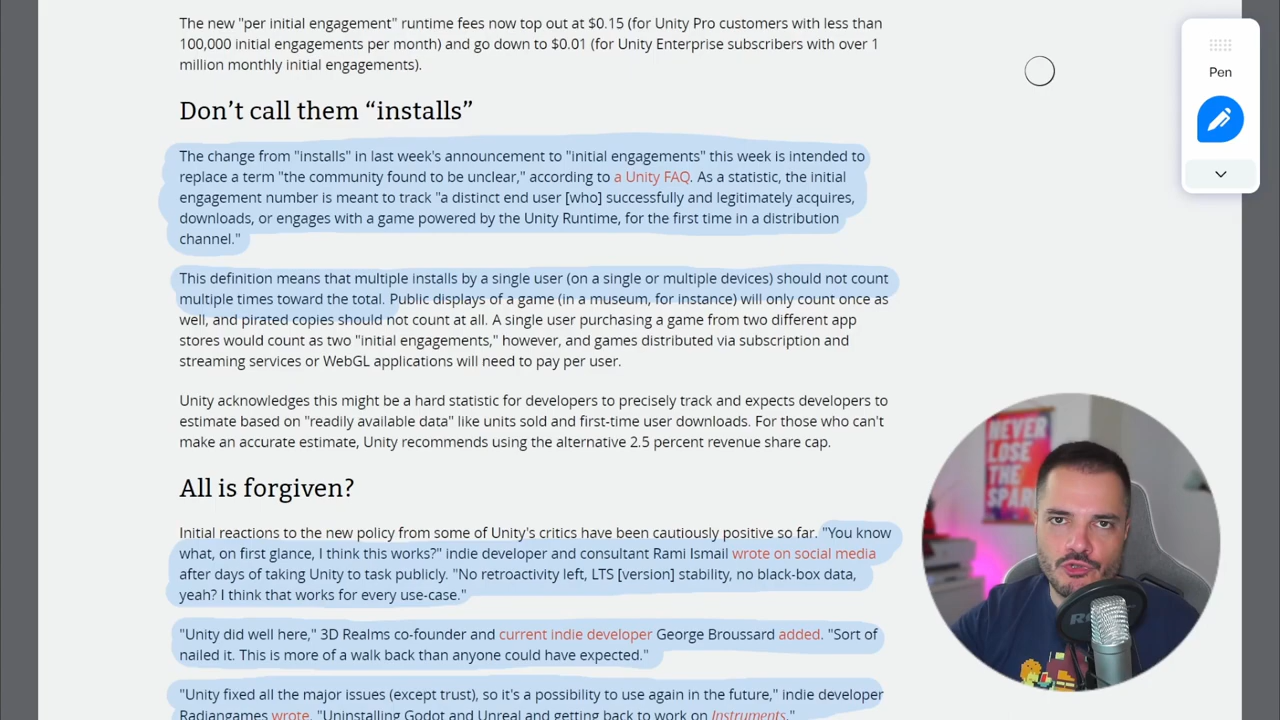 The new "per initial engagement" runtime fees now top out at $0.15 (for Unity Pro customers with less than
100,000 initial engagements per month) and go down to $0.01 (for Unity Enterprise subscribers with over 1
million monthly initial engagements).
Don’t call them “installs”
The change from "installs" in last week's announcement to "initial engagements" this week is intended to
replace a term "the community found to be unclear," according to a Unity FAQ. As a statistic, the initial
engagement number is meant to track "a distinct end user [who] successfully and legitimately acquires,
downloads, or engages with a game powered by the Unity Runtime, for the first time in a distribution
channel."
This definition means that multiple installs by a single user (on a single or multiple devices) should not count
multiple times toward the total. Public displays of a game (in a museum, for instance) will only count once as
well, and pirated copies should not count at all. A single user purchasing a game from two different app
stores would count as two "initial engagements," however, and games distributed via subscription and
streaming services or WebGL applications will need to pay per user.
Unity acknowledges this might be a hard statistic for developers to precisely track and expects developers to
estimate based on "readily available data" like units sold and first-time user downloads. For those who can't
make an accurate estimate, Unity recommends using the alternative 2.5 percent revenue share cap.
All is forgiven?
Initial reactions to the new policy from some of Unity's critics have been cautiously positive so far. "You know
what, on first glance, I think this works?" indie developer and consultant Rami Ismail wrote on social media
after days of taking Unity to task publicly. "No retroactivity left, LTS [version] stability, no black-box data,
yeah? I think that works for every use-case."
"Unity did well here," 3D Realms co-founder and current indie developer George Broussard added. "Sort of
nailed it. This is more of a walk back than anyone could have expected."
"Unity fixed all the major issues (except trust), so it's a possibility to use again in the future," indie developer
Radiangames wrote. "Uninstalling Godot and Unreal and getting back to work on Instruments."
Pen
NEVER
LOSE
THE
SPARK